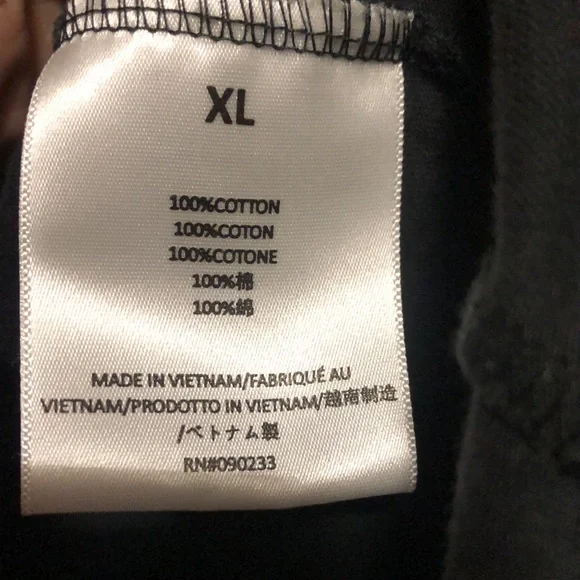 XL
100%COTTON
100%COTON
100%COTONE
100%棉
100%綿
MADE IN VIETNAM/FABRIQUÉ AU
VIETNAM/PRODOTTO IN VIETNAM/越南制造
/ベトナム製
RN#090233